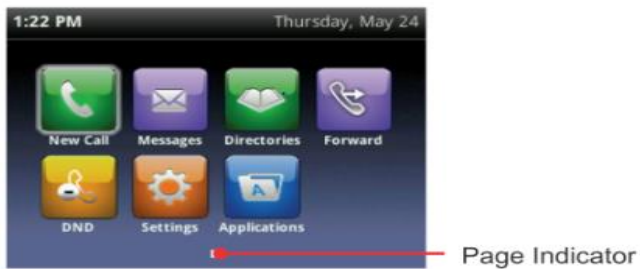 1:22 PM Thursday, May 24
New Call Messages Directories Forward
DND Settings Applications
Page Indicator